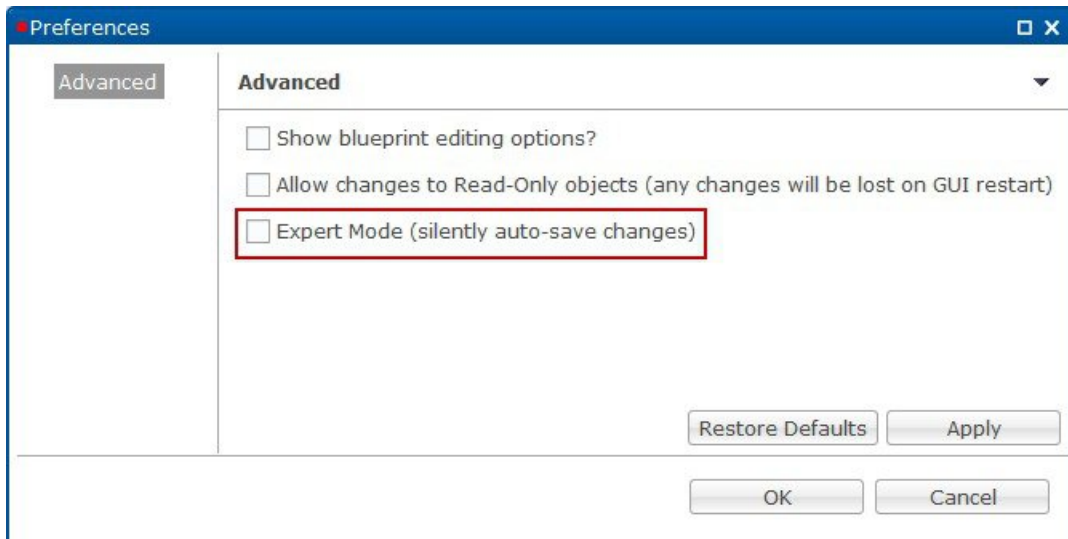 Preferences
Advanced
Advanced
Show blueprint editing options?
Allow changes to Read-Only objects (any changes will be lost on GUI restart)
Expert Mode (silently auto-save changes)
Restore Defaults
Apply
OK
Cancel